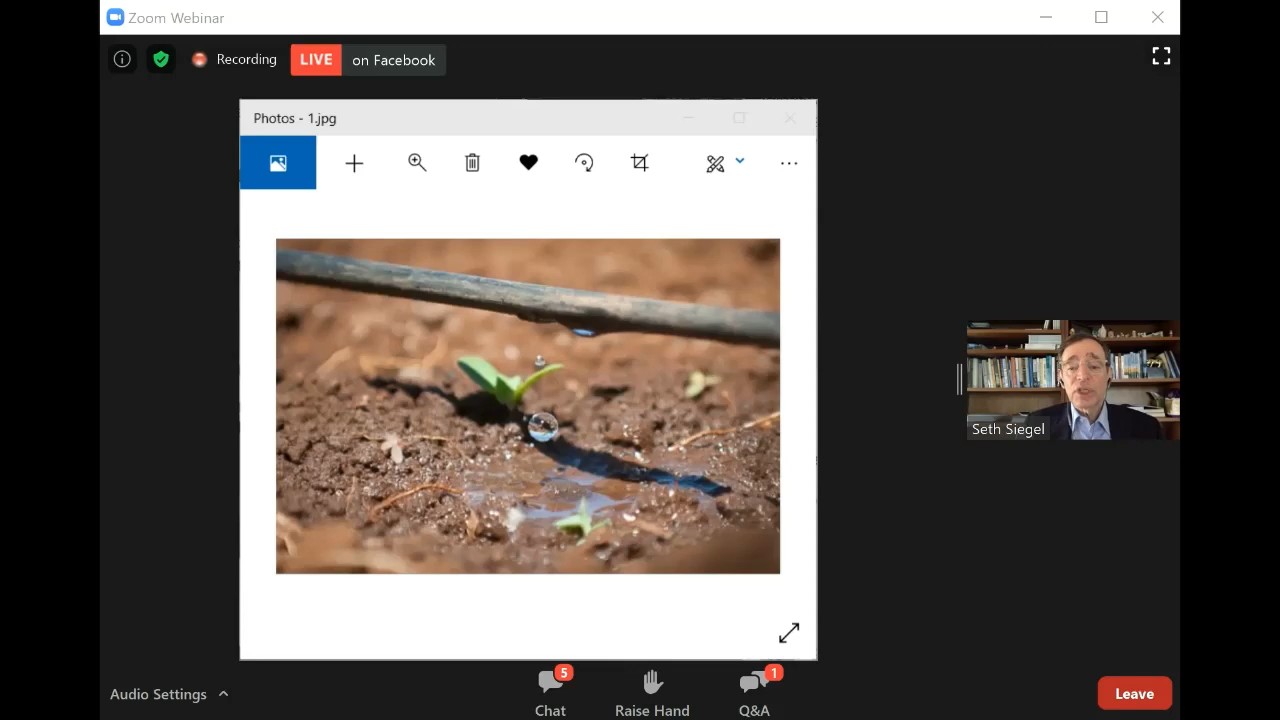 Zoom Webinar
Recording
LIVE on Facebook
Photos - 1.jpg
Seth Siegel
Audio Settings
5
Chat
Raise Hand
1
Q&A
Leave